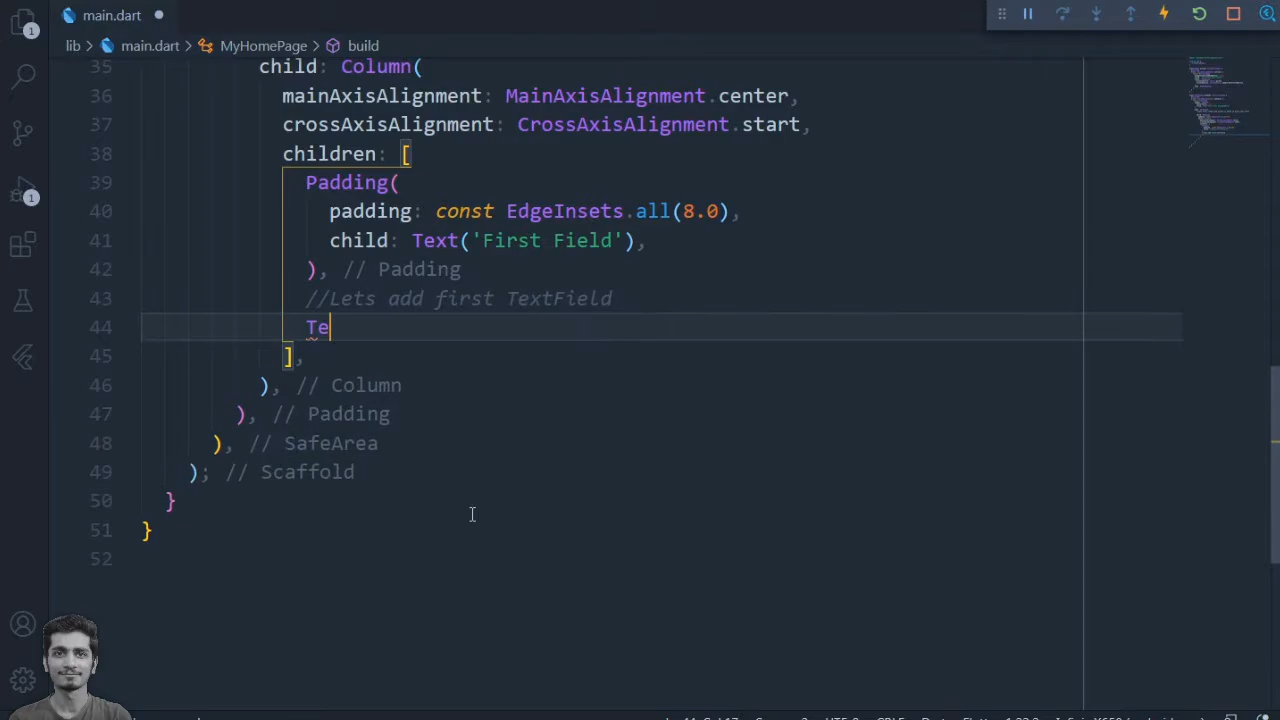 main.dart
1
lib > main.dart > MyHomePage > build
35 child: Column(
36 mainAxisAlignment: MainAxisAlignment.center,
37 crossAxisAlignment: CrossAxisAlignment.start,
38 children: [
39 Padding(
40 padding: const EdgeInsets.all(8.0),
41 child: Text('First Field'),
42 ), // Padding
43 //Lets add first TextField
44 Te
45 ],
46 ), // Column
47 ), // Padding
48 ), // SafeArea
49 ); // Scaffold
50 }
51 }
52
1